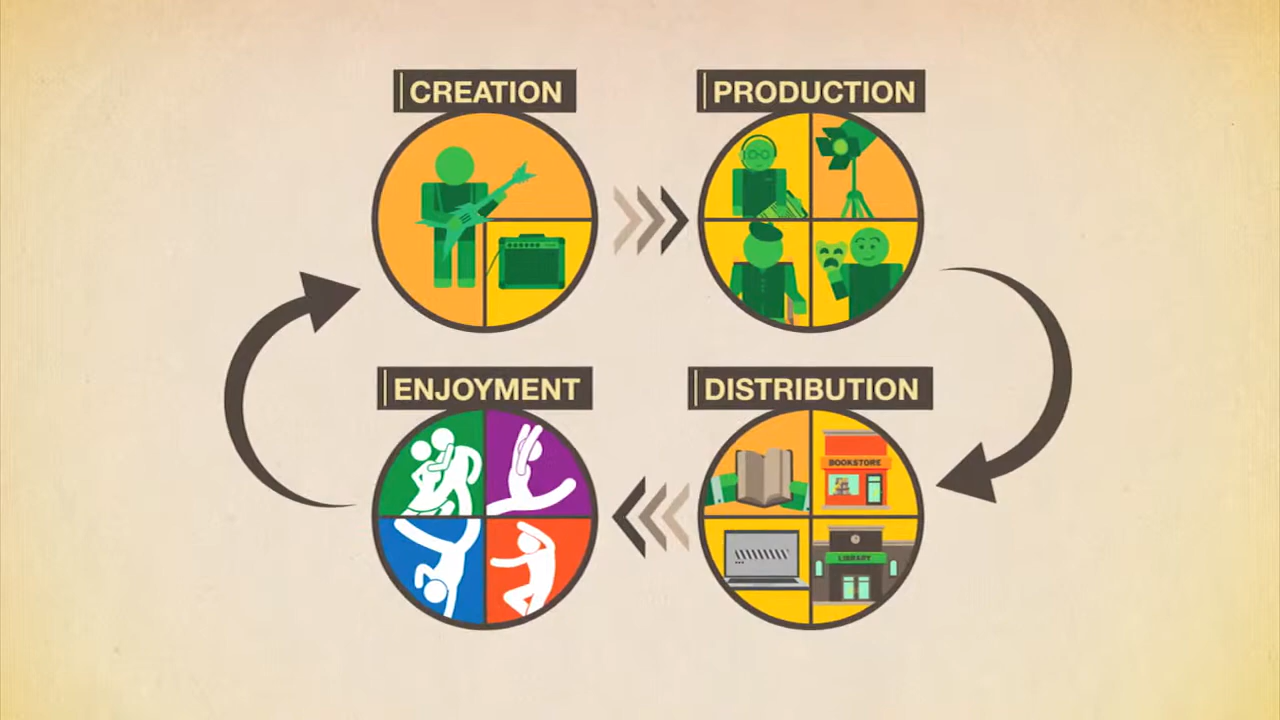 CREATION
PRODUCTION
ENJOYMENT
DISTRIBUTION
BOOKSTORE
LIBRARY